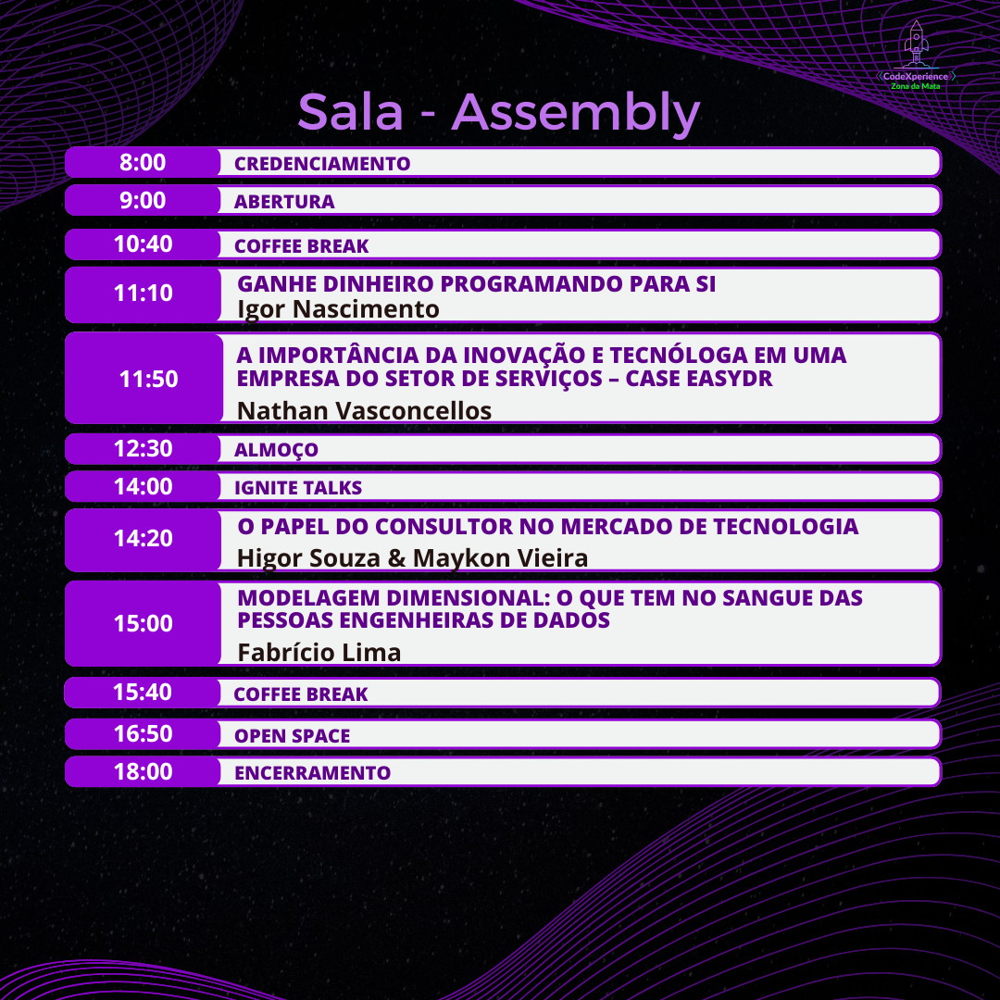 CodeXperience
Zona da Mata
Sala - Assembly
8:00 CREDENCIAMENTO
9:00 ABERTURA
10:40 COFFEE BREAK
11:10 GANHE DINHEIRO PROGRAMANDO PARA SI
Igor Nascimento
11:50 A IMPORTÂNCIA DA INOVAÇÃO E TECNÓLOGA EM UMA
EMPRESA DO SETOR DE SERVIÇOS – CASE EASYDR
Nathan Vasconcellos
12:30 ALMOÇO
14:00 IGNITE TALKS
14:20 O PAPEL DO CONSULTOR NO MERCADO DE TECNOLOGIA
Higor Souza & Maykon Vieira
15:00 MODELAGEM DIMENSIONAL: O QUE TEM NO SANGUE DAS
PESSOAS ENGENHEIRAS DE DADOS
Fabrício Lima
15:40 COFFEE BREAK
16:50 OPEN SPACE
18:00 ENCERRAMENTO